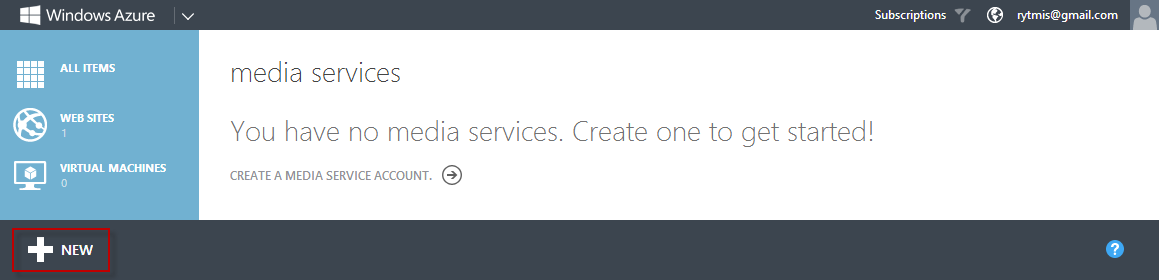 Windows Azure
Subscriptions
rytmis@gmail.com
ALL ITEMS
WEB SITES
1
VIRTUAL MACHINES
0
media services
You have no media services. Create one to get started!
CREATE A MEDIA SERVICE ACCOUNT.
NEW
?